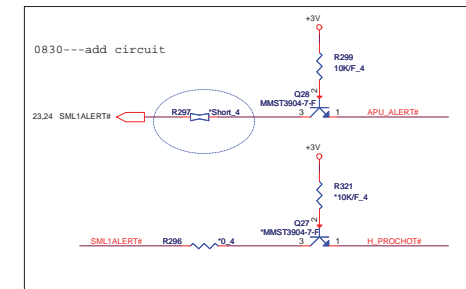 +3V
0830---add circuit
R299
10K/F_4
Q28
2
MMST3904-7-F
23,24 SML1ALERT#
R297
*Short_4
3
1
APU_ALERT#
+3V
R321
*10K/F_4
Q27
2
*MMST3904-7-F
SML1ALERT#
R296
*0_4
3
1
H_PROCHOT#